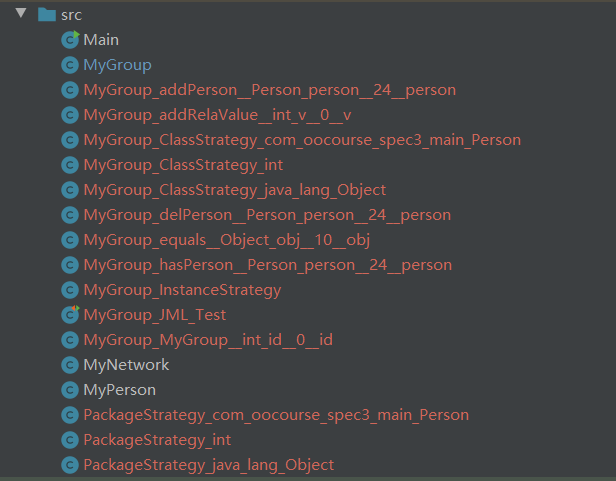 src
Main
MyGroup
MyGroup_addPerson__Person_person__24__person
MyGroup_addRelaValue__int_v__0__v
MyGroup_ClassStrategy_com_oocourse_spec3_main_Person
MyGroup_ClassStrategy_int
MyGroup_ClassStrategy_java_lang_Object
MyGroup_delPerson__Person_person__24__person
MyGroup_equals__Object_obj__10__obj
MyGroup_hasPerson__Person_person__24__person
MyGroup_InstanceStrategy
MyGroup_JML_Test
MyGroup_MyGroup__int_id__0__id
MyNetwork
MyPerson
PackageStrategy_com_oocourse_spec3_main_Person
PackageStrategy_int
PackageStrategy_java_lang_Object